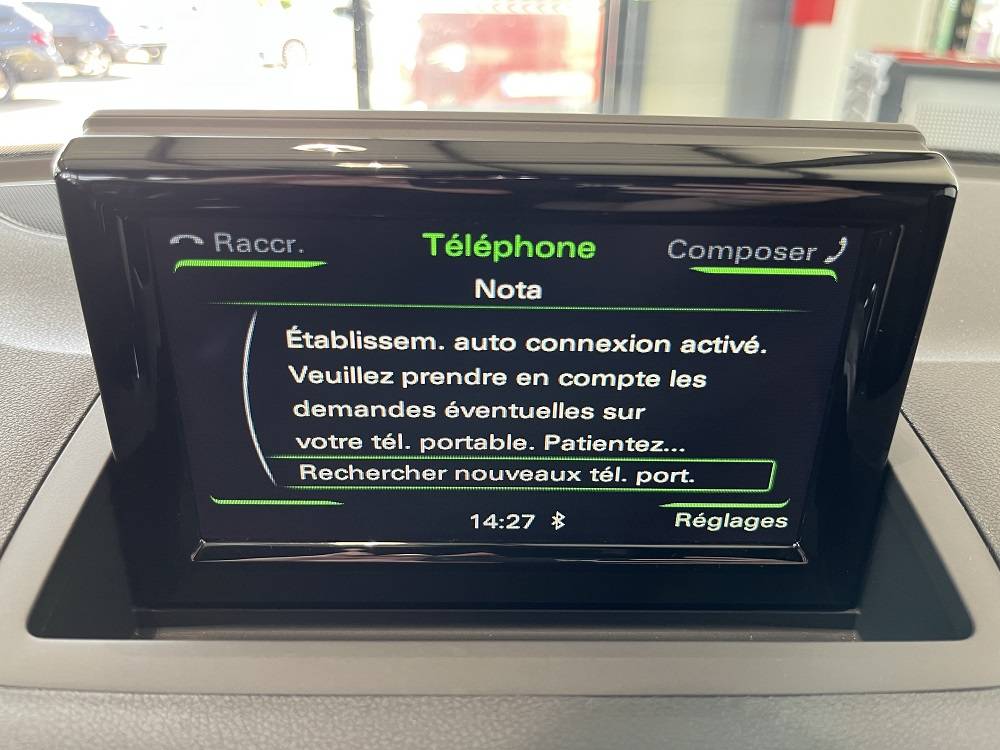 Raccr.
Téléphone
Composer
Nota
Établissem. auto connexion activé.
Veuillez prendre en compte les
demandes éventuelles sur
votre tél. portable. Patientez...
Rechercher nouveaux tél. port.
14:27
Réglages